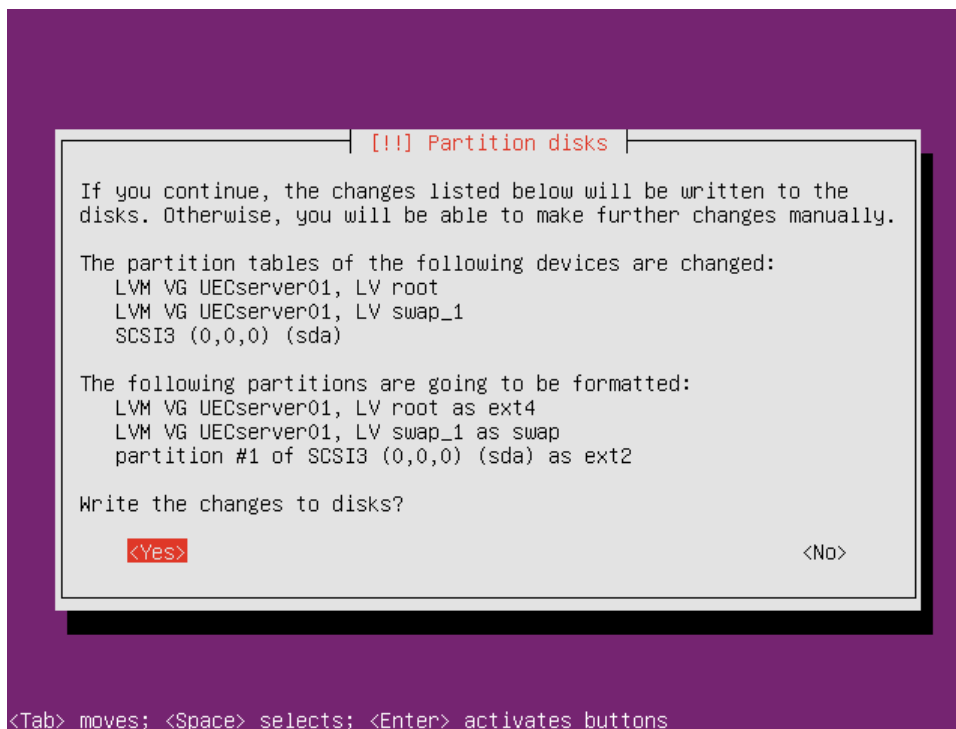 [!!] Partition disks
If you continue, the changes listed below will be written to the
disks. Otherwise, you will be able to make further changes manually.
The partition tables of the following devices are changed:
LVM VG UECserver01, LV root
LVM VG UECserver01, LV swap_1
SCSI3 (0,0,0) (sda)
The following partitions are going to be formatted:
LVM VG UECserver01, LV root as ext4
LVM VG UECserver01, LV swap_1 as swap
partition #1 of SCSI3 (0,0,0) (sda) as ext2
Write the changes to disks?
<Yes> <No>
<Tab> moves; <Space> selects; <Enter> activates buttons